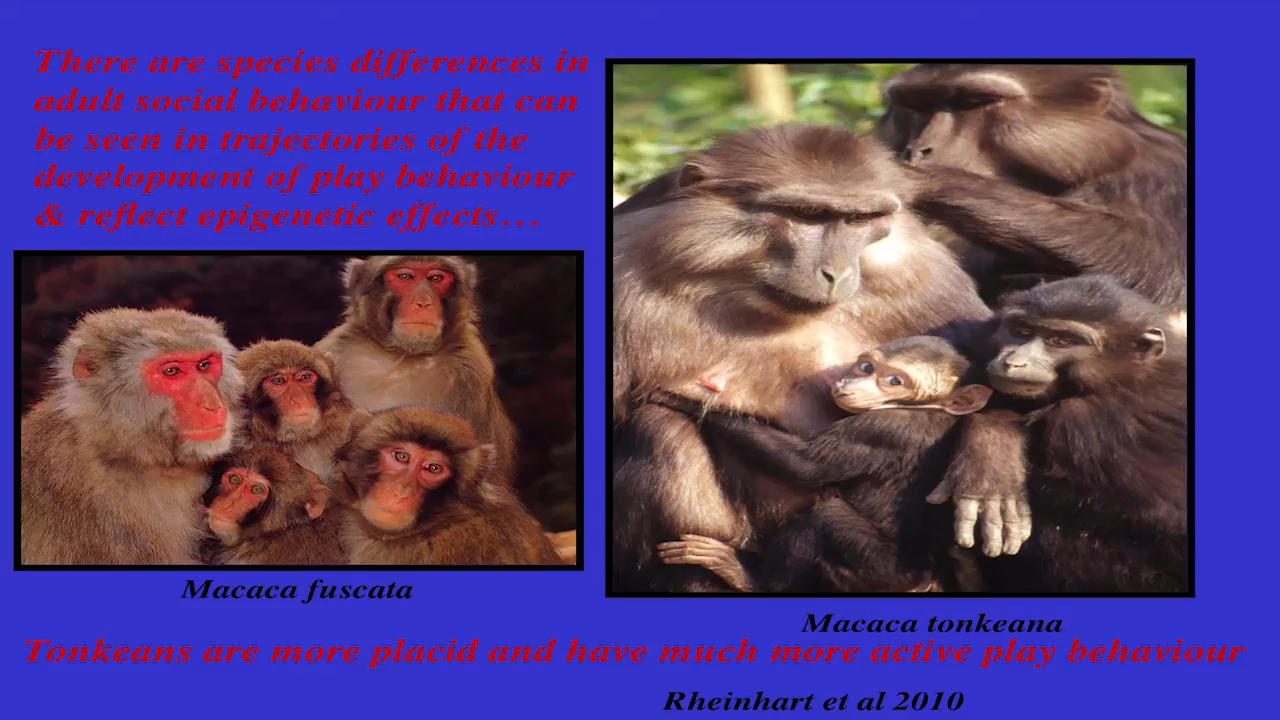 There are species differences in
adult social behaviour that can
be seen in trajectories of the
development of play behaviour
& reflect epigenetic effects…
Macaca fuscata
Macaca tonkeana
Tonkeans are more placid and have much more active play behaviour
Rheinhart et al 2010